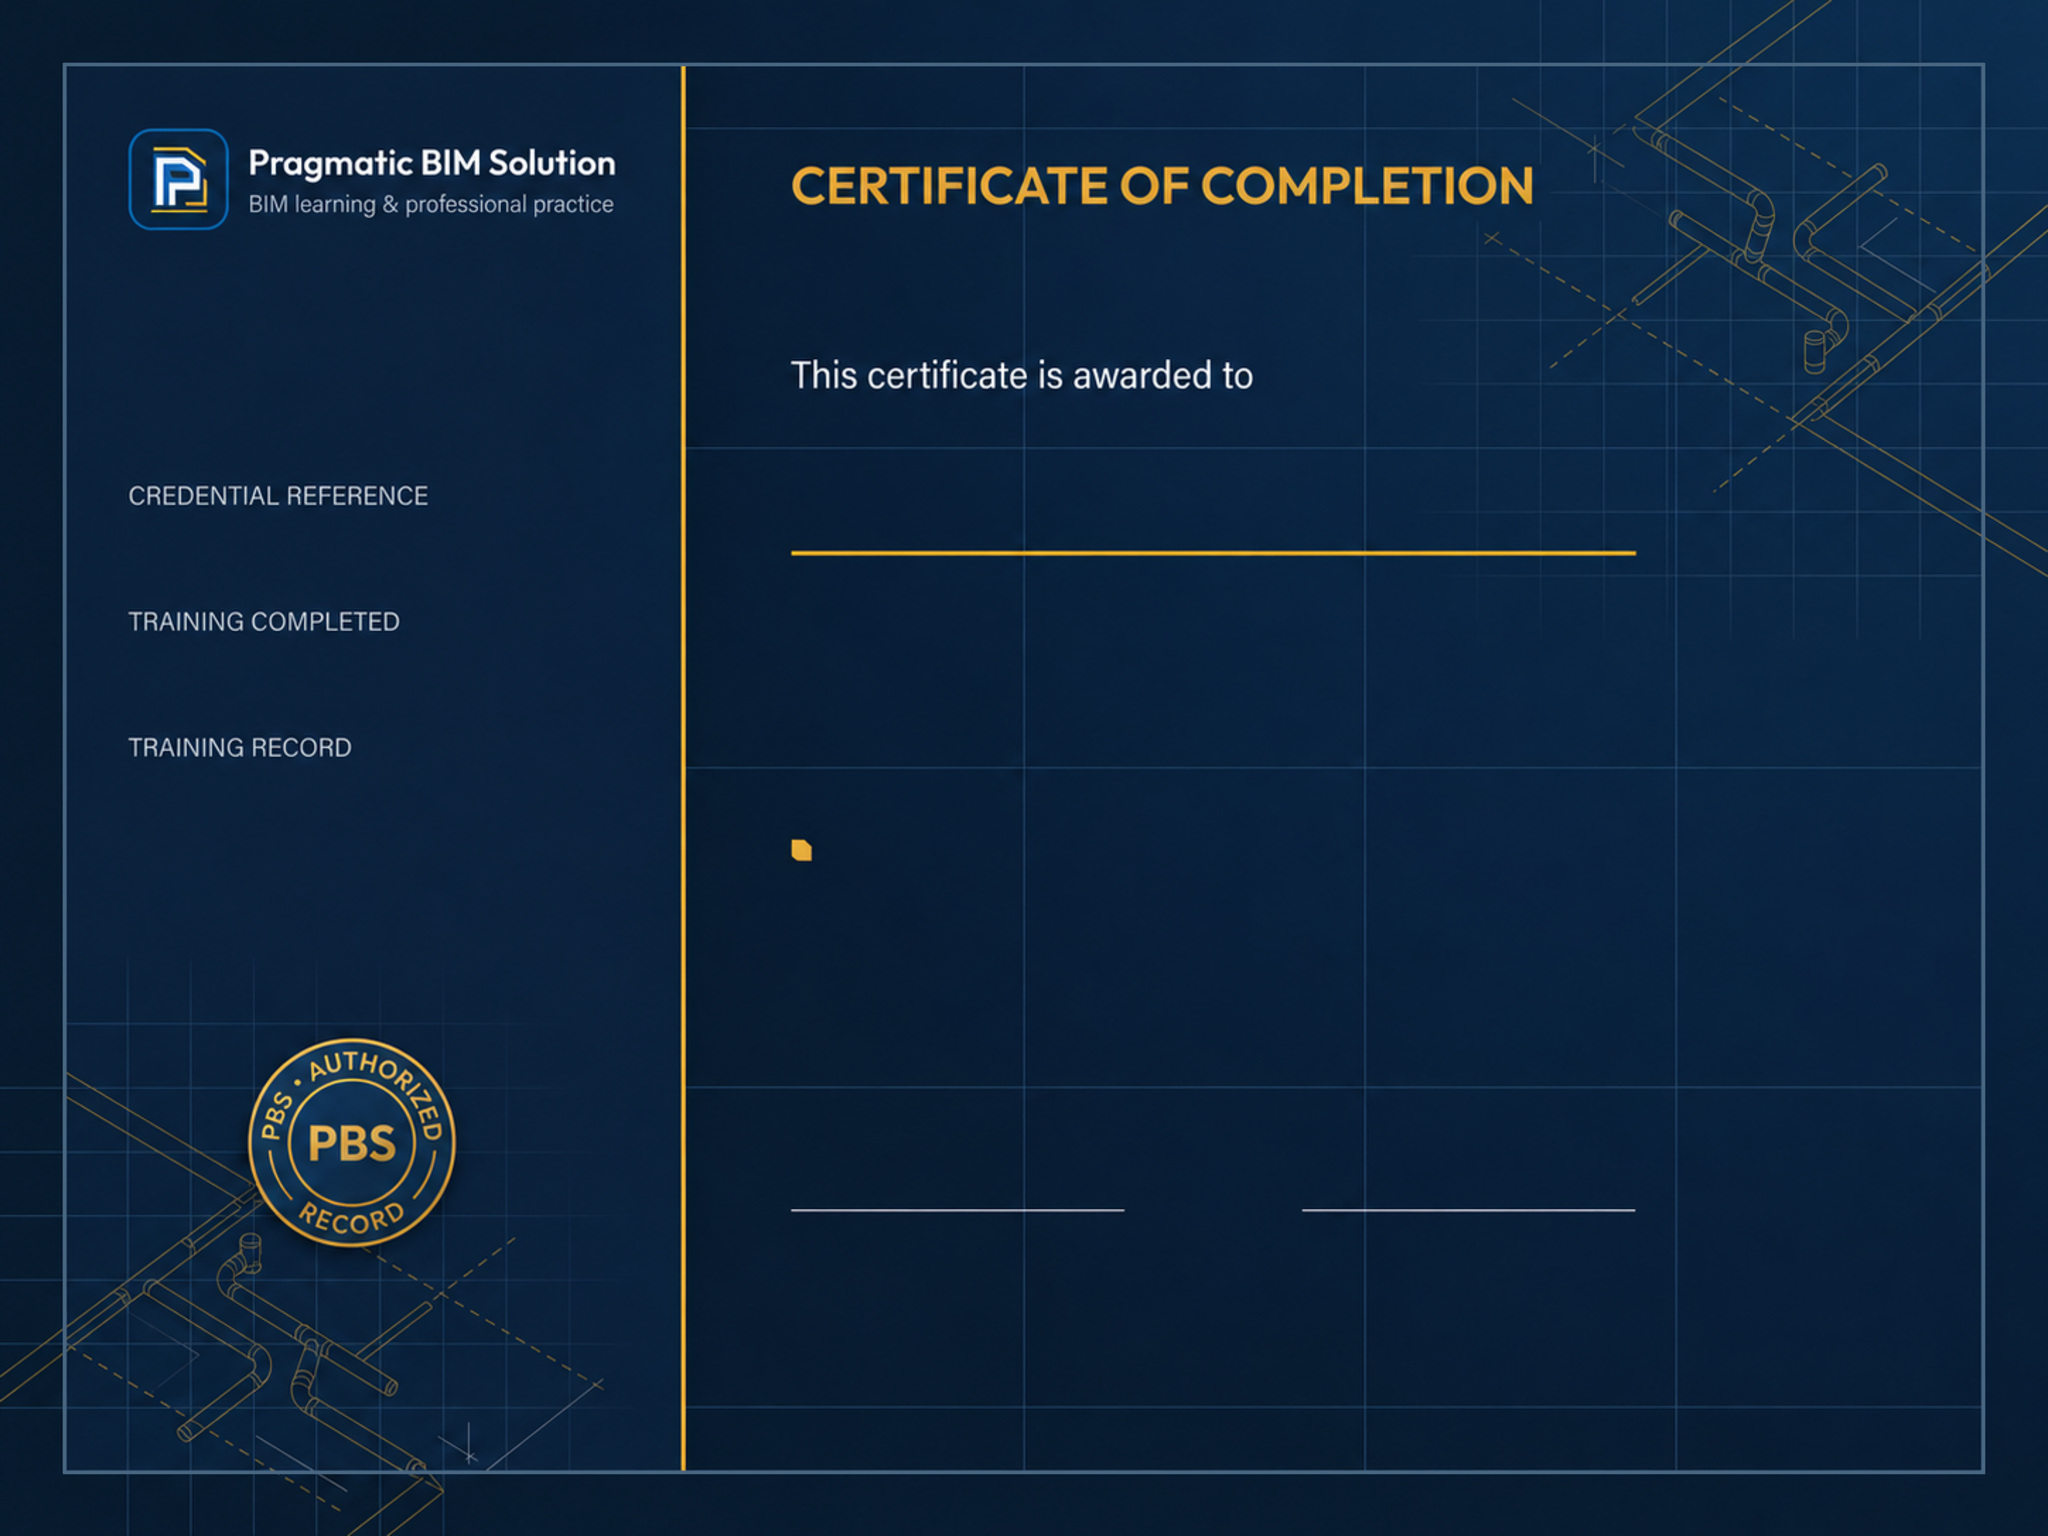 Pragmatic BIM Solution
BIM learning & professional practice
CREDENTIAL REFERENCE
TRAINING COMPLETED
TRAINING RECORD
PBS • AUTHORIZED
PBS
RECORD
CERTIFICATE OF COMPLETION
This certificate is awarded to